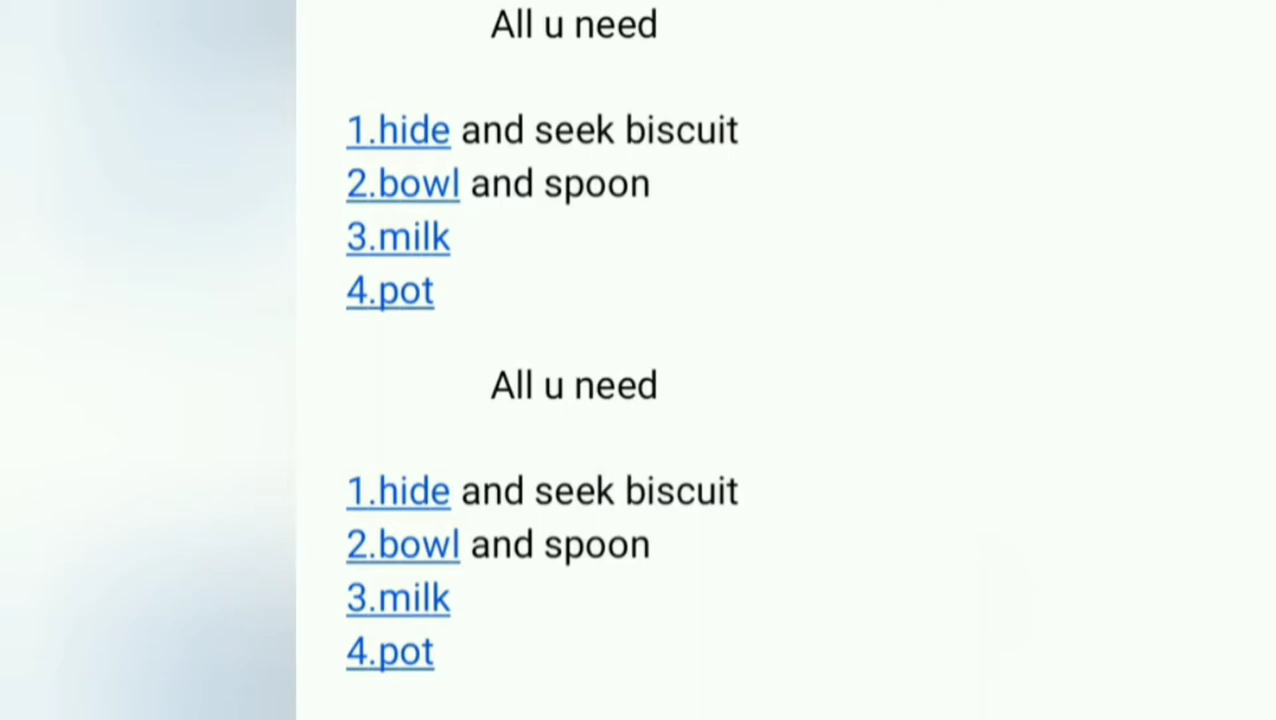 All u need
1.hide and seek biscuit
2.bowl and spoon
3.milk
4.pot
All u need
1.hide and seek biscuit
2.bowl and spoon
3.milk
4.pot